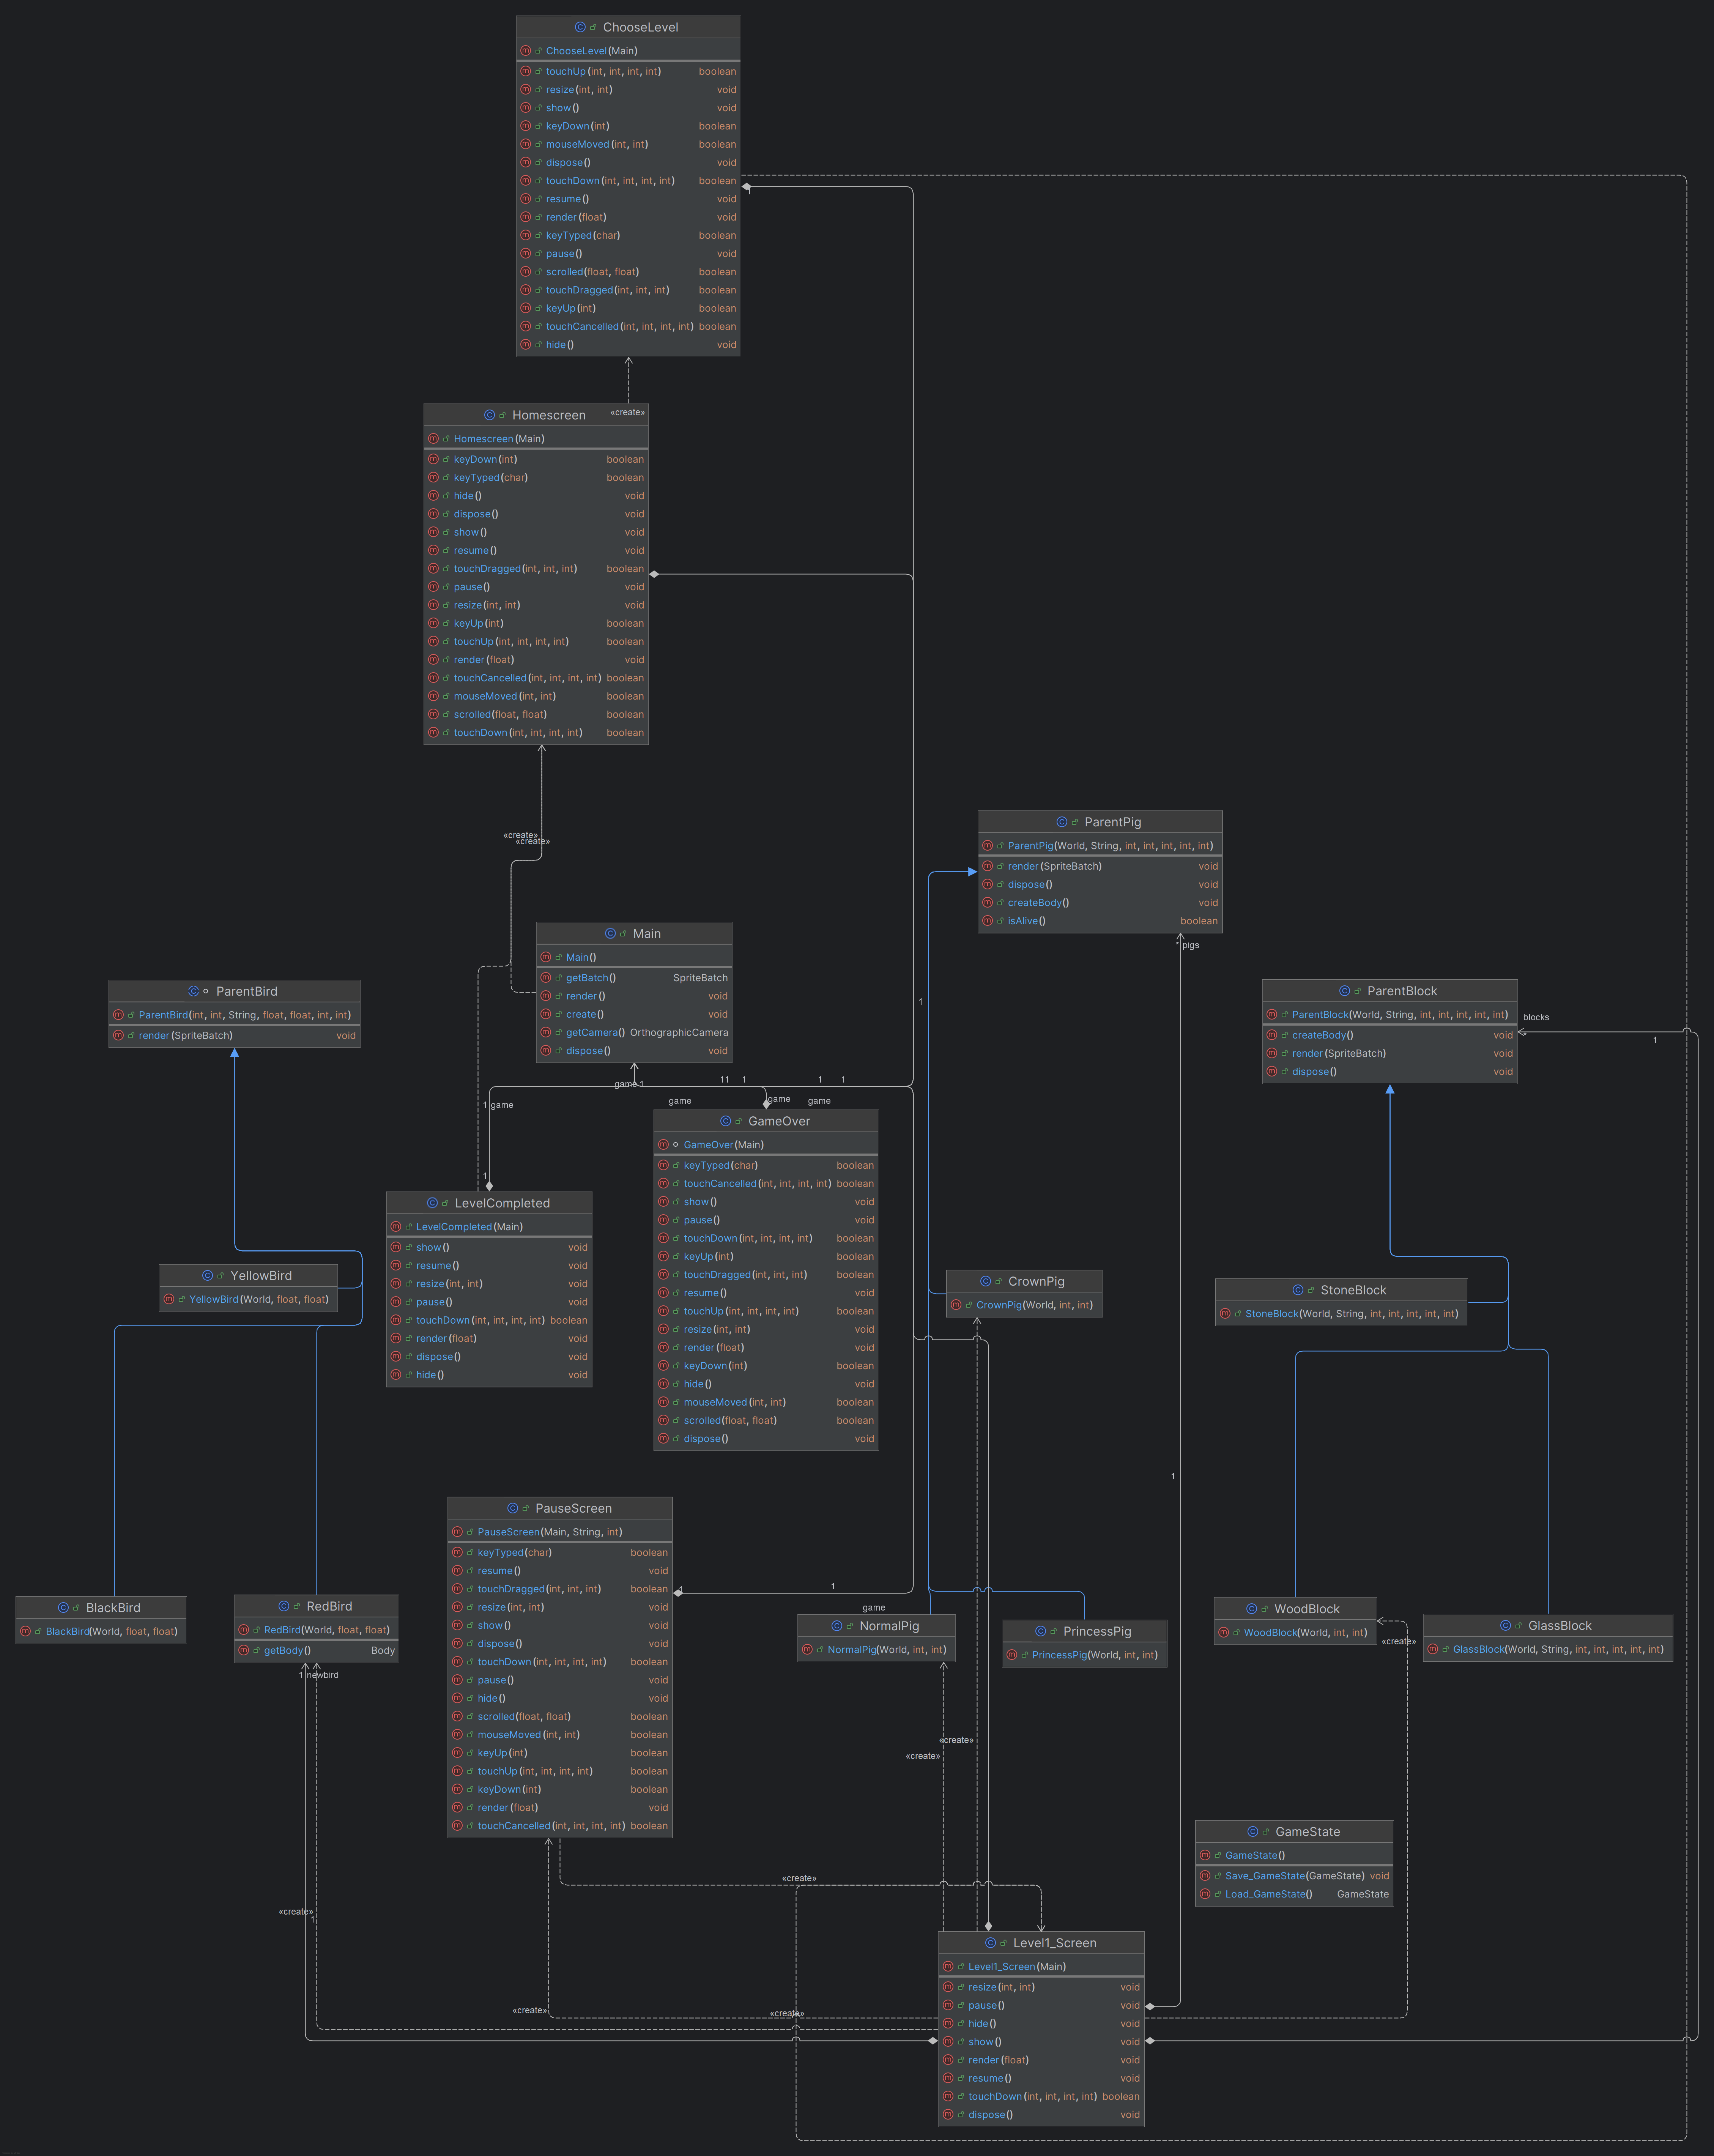 ChooseLevel
ChooseLevel(Main)
touchUp(int, int, int, int) boolean
resize(int, int) void
show() void
keyDown(int) boolean
mouseMoved(int, int) boolean
dispose() void
touchDown(int, int, int, int) boolean
resume() void
render(float) void
keyTyped(char) boolean
pause() void
scrolled(float, float) boolean
touchDragged(int, int, int) boolean
keyUp(int) boolean
touchCancelled(int, int, int, int) boolean
hide() void
1
Homescreen
«create»
Homescreen(Main)
keyDown(int) boolean
keyTyped(char) boolean
hide() void
dispose() void
show() void
resume() void
touchDragged(int, int, int) boolean
pause() void
resize(int, int) void
keyUp(int) boolean
touchUp(int, int, int, int) boolean
render(float) void
touchCancelled(int, int, int, int) boolean
mouseMoved(int, int) boolean
scrolled(float, float) boolean
touchDown(int, int, int, int) boolean
«create»
«create»
ParentPig
ParentPig(World, String, int, int, int, int, int)
render(SpriteBatch) void
dispose() void
createBody() void
isAlive() boolean
* pigs
Main
Main()
getBatch() SpriteBatch
render() void
create() void
getCamera() OrthographicCamera
dispose() void
ParentBird
ParentBird(int, int, String, float, float, int, int)
render(SpriteBatch) void
ParentBlock
ParentBlock(World, String, int, int, int, int, int)
createBody() void
render(SpriteBatch) void
dispose() void
blocks
1
1
game 1
11
1
1
1
game
game
game
1 game
1
GameOver
GameOver(Main)
keyTyped(char) boolean
touchCancelled(int, int, int, int) boolean
show() void
pause() void
touchDown(int, int, int, int) boolean
keyUp(int) boolean
touchDragged(int, int, int) boolean
resume() void
touchUp(int, int, int, int) boolean
resize(int, int) void
render(float) void
keyDown(int) boolean
hide() void
mouseMoved(int, int) boolean
scrolled(float, float) boolean
dispose() void
LevelCompleted
LevelCompleted(Main)
show() void
resume() void
resize(int, int) void
pause() void
touchDown(int, int, int, int) boolean
render(float) void
dispose() void
hide() void
YellowBird
YellowBird(World, float, float)
CrownPig
CrownPig(World, int, int)
StoneBlock
StoneBlock(World, String, int, int, int, int, int)
1
PauseScreen
PauseScreen(Main, String, int)
keyTyped(char) boolean
resume() void
touchDragged(int, int, int) boolean
resize(int, int) void
show() void
dispose() void
touchDown(int, int, int, int) boolean
pause() void
hide() void
scrolled(float, float) boolean
mouseMoved(int, int) boolean
keyUp(int) boolean
touchUp(int, int, int, int) boolean
keyDown(int) boolean
render(float) void
touchCancelled(int, int, int, int) boolean
1
1
game
BlackBird
BlackBird(World, float, float)
RedBird
RedBird(World, float, float)
getBody() Body
1 newbird
NormalPig
NormalPig(World, int, int)
PrincessPig
PrincessPig(World, int, int)
WoodBlock
WoodBlock(World, int, int)
«create»
GlassBlock
GlassBlock(World, String, int, int, int, int, int)
«create»
«create»
GameState
GameState()
Save_GameState(GameState) void
Load_GameState() GameState
«create»
«create»
1
Level1_Screen
Level1_Screen(Main)
resize(int, int) void
pause() void
hide() void
show() void
render(float) void
resume() void
touchDown(int, int, int, int) boolean
dispose() void
«create»
«create»